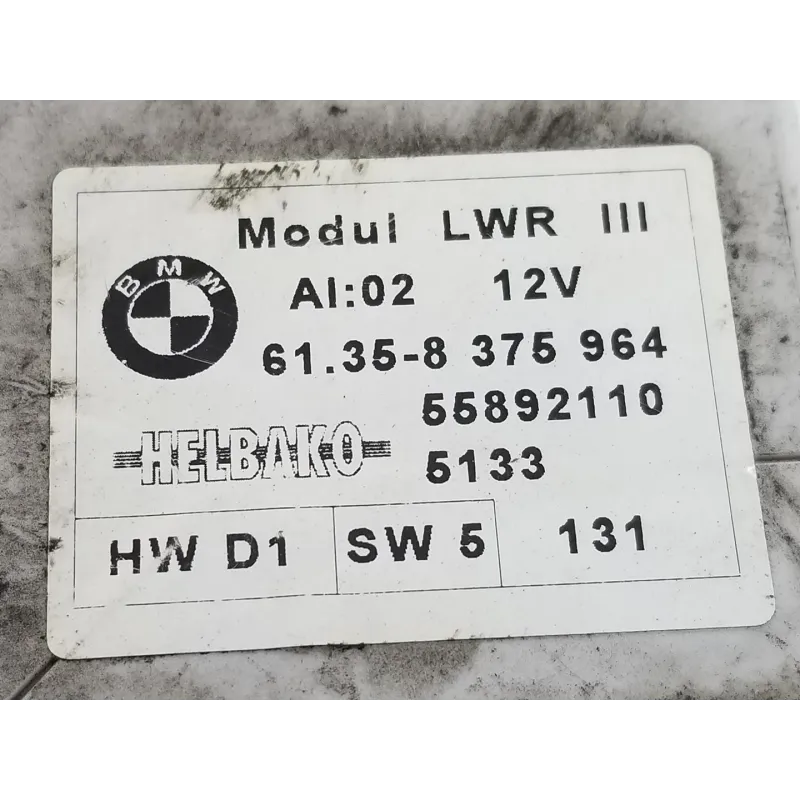 Modul LWR III
BMW
AI:02 12V
61.35-8 375 964
55892110
HELBAKO
5133
HW D1 SW 5 131